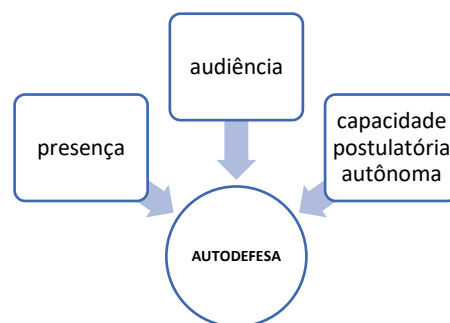 audiência
presença
capacidade
postulatória
autônoma
AUTODEFESA